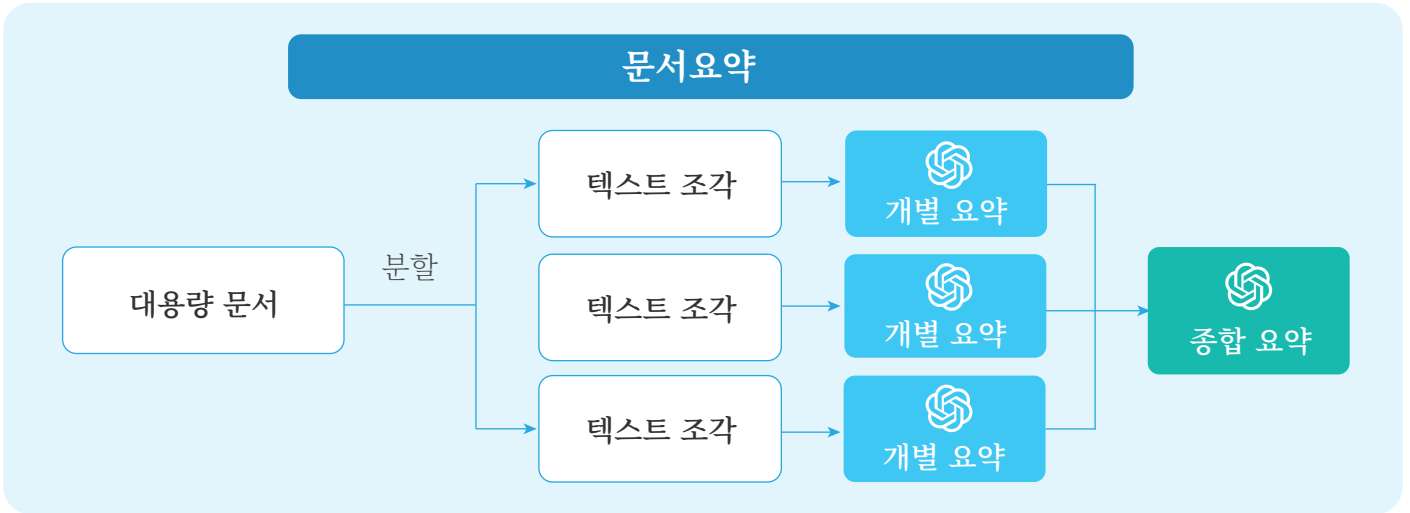 문서요약
대용량 문서
분할
텍스트 조각
개별 요약
텍스트 조각
개별 요약
텍스트 조각
개별 요약
종합 요약